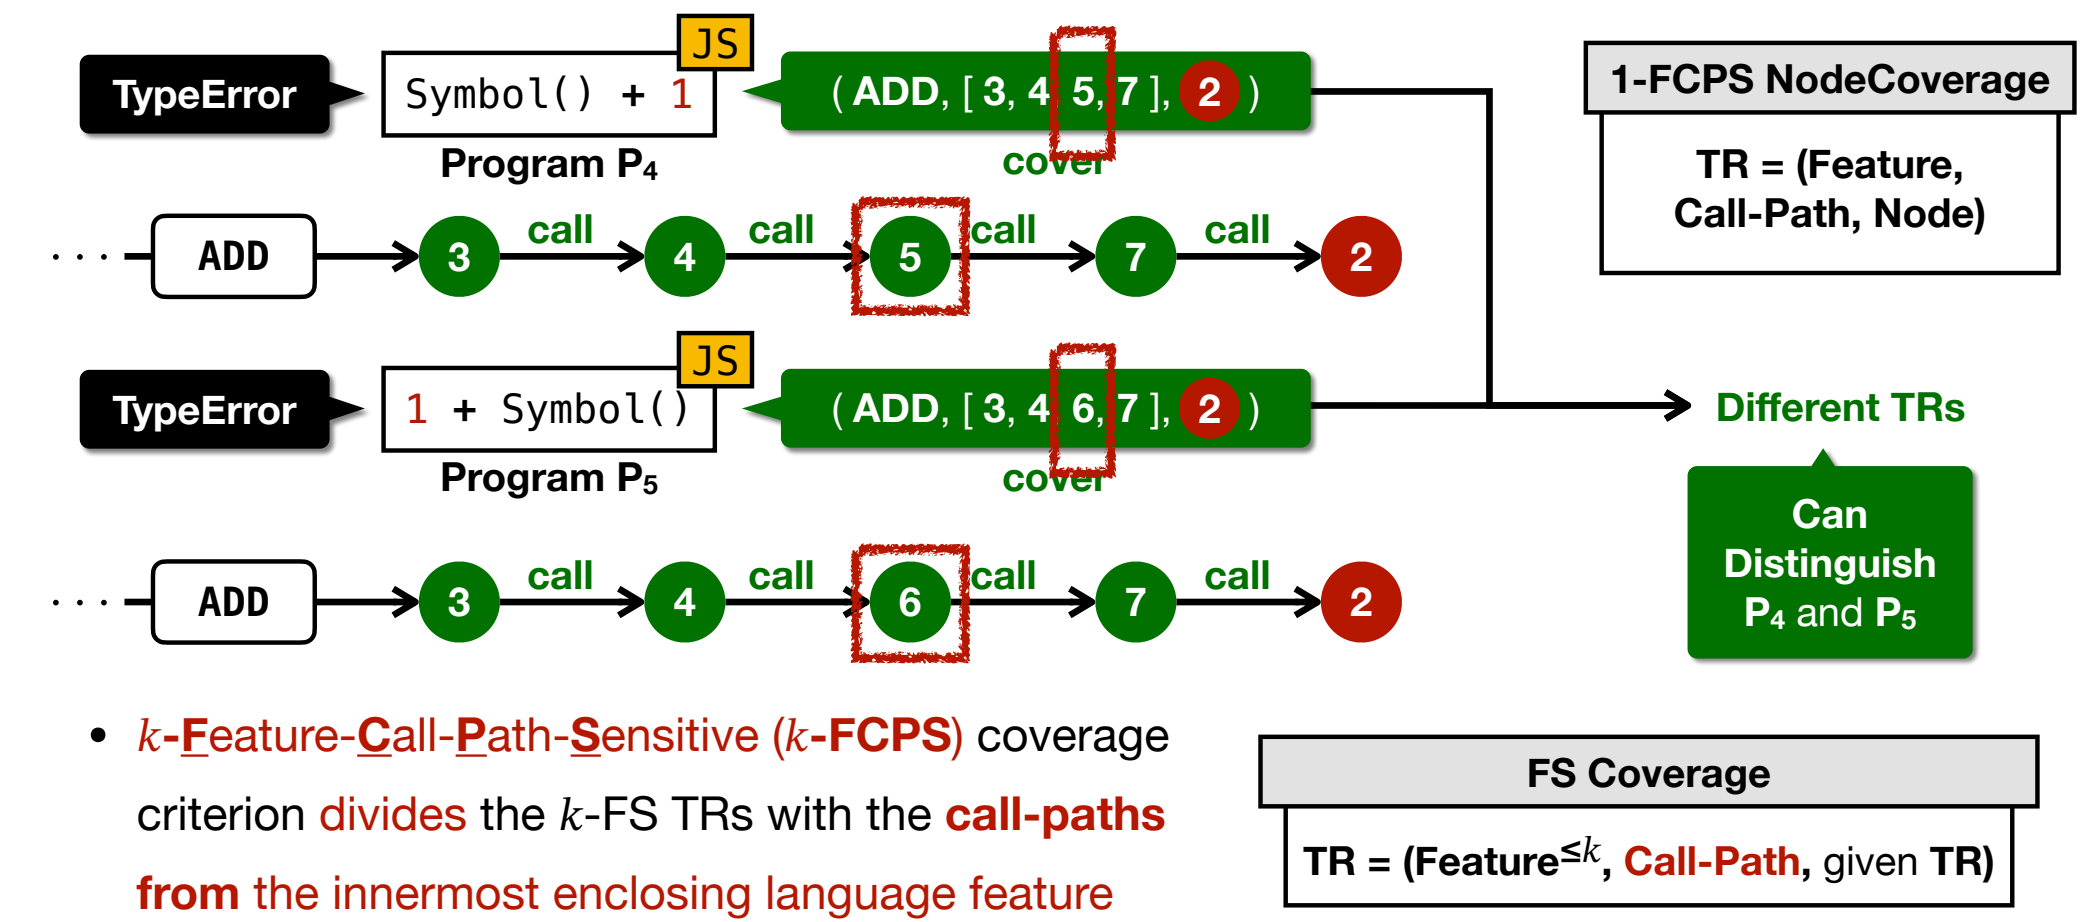 JS
TypeError
Symbol() + 1
( ADD, [ 3, 4, 5, 7 ], 2 )
Program P4
cover
1-FCPS NodeCoverage
TR = (Feature,
Call-Path, Node)
··· ADD 3 call 4 call 5 call 7 call 2
JS
TypeError
1 + Symbol()
( ADD, [ 3, 4, 6, 7 ], 2 )
Program P5
cover
Different TRs
Can
Distinguish
P4 and P5
··· ADD 3 call 4 call 6 call 7 call 2
• k-Feature-Call-Path-Sensitive (k-FCPS) coverage
criterion divides the k-FS TRs with the call-paths
from the innermost enclosing language feature
FS Coverage
TR = (Feature≤k, Call-Path, given TR)